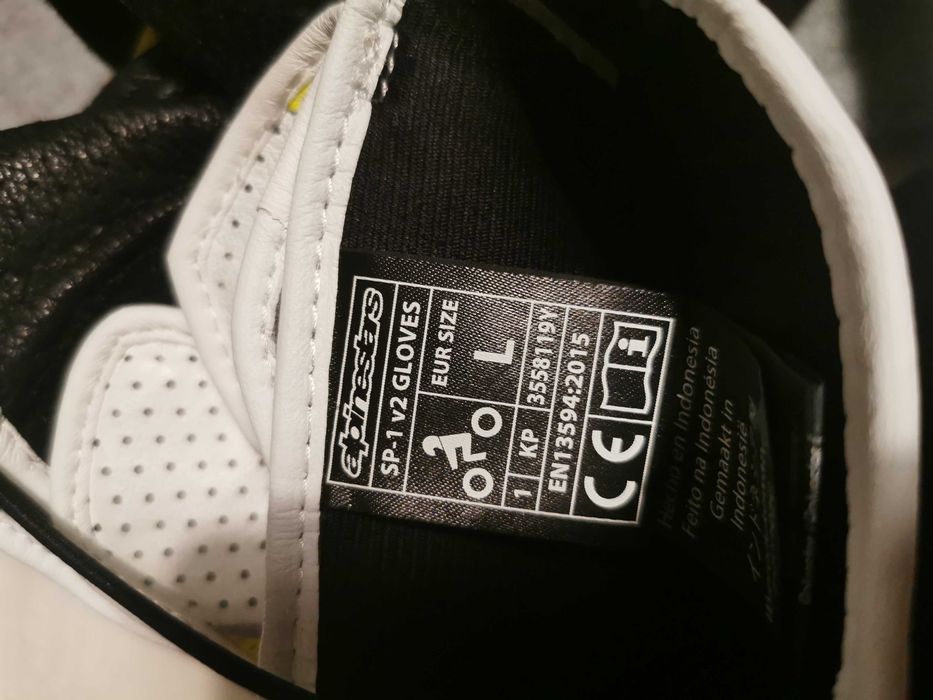 alpinestars
SP-1 v2 GLOVES
EUR SIZE
L
1 KP 3558119Y
EN13594:2015
i
CE
Hecho en Indonesia
Feito na Indonésia
Gemaakt in
Indonesië